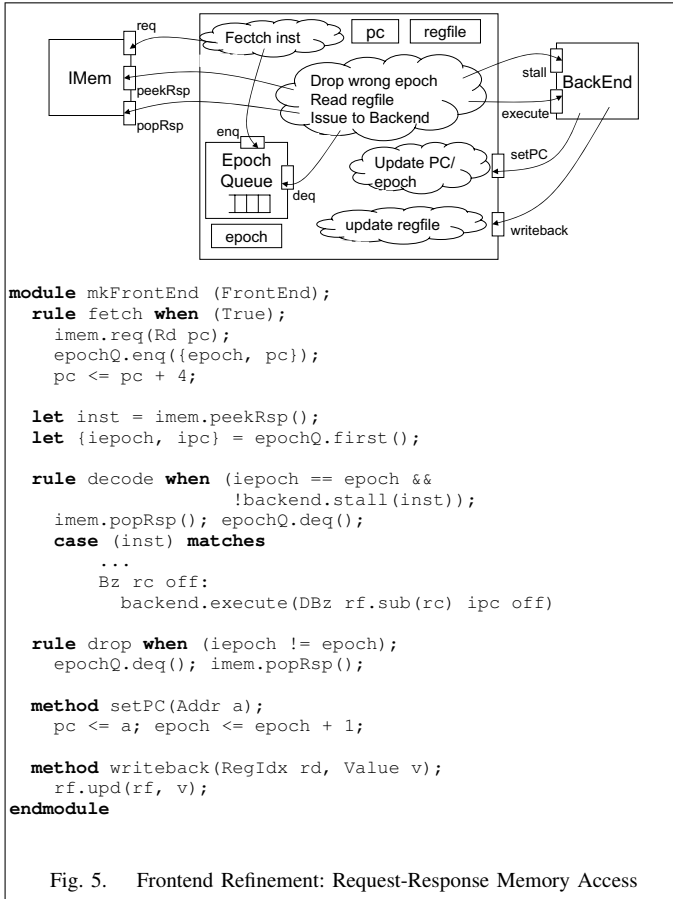 req
Fectch inst
pc
regfile
IMem
peekRsp
popRsp
Drop wrong epoch
Read regfile
Issue to Backend
stall
BackEnd
execute
enq
Epoch
Queue
deq
Update PC/
epoch
setPC
epoch
update regfile
writeback
module mkFrontEnd (FrontEnd);
rule fetch when (True);
imem.req(Rd pc);
epochQ.enq({epoch, pc});
pc <= pc + 4;
let inst = imem.peekRsp();
let {iepoch, ipc} = epochQ.first();
rule decode when (iepoch == epoch &&
!backend.stall(inst));
imem.popRsp(); epochQ.deq();
case (inst) matches
...
Bz rc off:
backend.execute(DBz rf.sub(rc) ipc off)
rule drop when (iepoch != epoch);
epochQ.deq(); imem.popRsp();
method setPC(Addr a);
pc <= a; epoch <= epoch + 1;
method writeback(RegIdx rd, Value v);
rf.upd(rf, v);
endmodule
Fig. 5. Frontend Refinement: Request-Response Memory Access